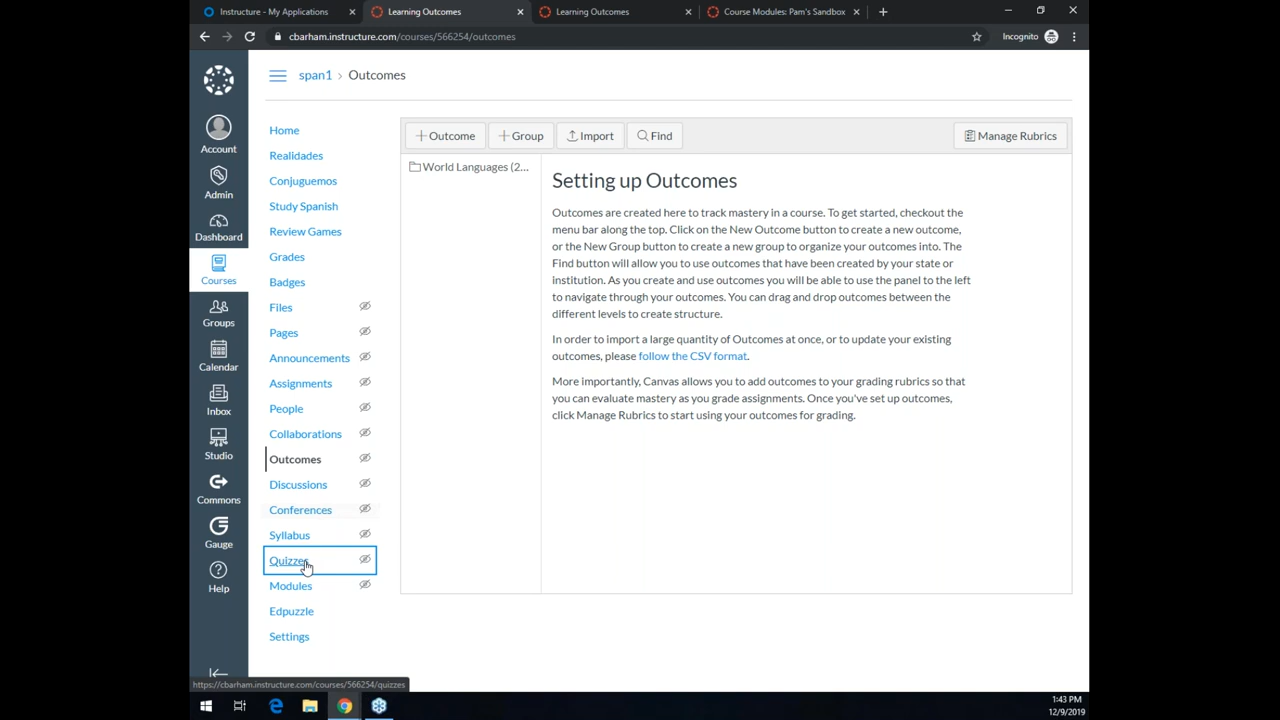 Instructure - My Applications
Learning Outcomes
Learning Outcomes
Course Modules: Pam's Sandbox
cbarham.instructure.com/courses/566254/outcomes
Incognito
span1 › Outcomes
Account
Admin
Dashboard
Courses
Groups
Calendar
Inbox
Studio
Commons
Gauge
Help
Home
Realidades
Conjuguemos
Study Spanish
Review Games
Grades
Badges
Files
Pages
Announcements
Assignments
People
Collaborations
Outcomes
Discussions
Conferences
Syllabus
Quizzes
Modules
Edpuzzle
Settings
+Outcome
+Group
Import
Find
Manage Rubrics
World Languages (2...
Setting up Outcomes
Outcomes are created here to track mastery in a course. To get started, checkout the
menu bar along the top. Click on the New Outcome button to create a new outcome,
or the New Group button to create a new group to organize your outcomes into. The
Find button will allow you to use outcomes that have been created by your state or
institution. As you create and use outcomes you will be able to use the panel to the left
to navigate through your outcomes. You can drag and drop outcomes between the
different levels to create structure.
In order to import a large quantity of Outcomes at once, or to update your existing
outcomes, please follow the CSV format.
More importantly, Canvas allows you to add outcomes to your grading rubrics so that
you can evaluate mastery as you grade assignments. Once you've set up outcomes,
click Manage Rubrics to start using your outcomes for grading.
https://cbarham.instructure.com/courses/566254/quizzes
1:43 PM
12/9/2019